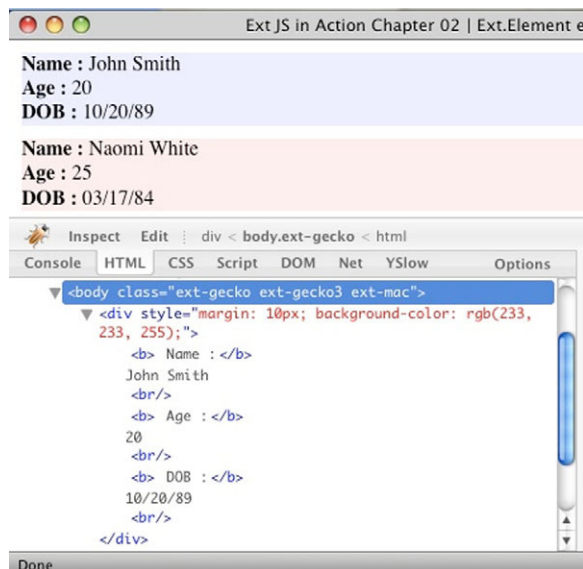 Ext JS in Action Chapter 02 | Ext.Element e
Name : John Smith
Age : 20
DOB : 10/20/89
Name : Naomi White
Age : 25
DOB : 03/17/84
Inspect Edit div < body.ext-gecko < html
Console HTML CSS Script DOM Net YSlow Options
<body class="ext-gecko ext-gecko3 ext-mac">
<div style="margin: 10px; background-color: rgb(233,
233, 255);">
<b> Name :</b>
John Smith
<br/>
<b> Age :</b>
20
<br/>
<b> DOB :</b>
10/20/89
<br/>
</div>
Done